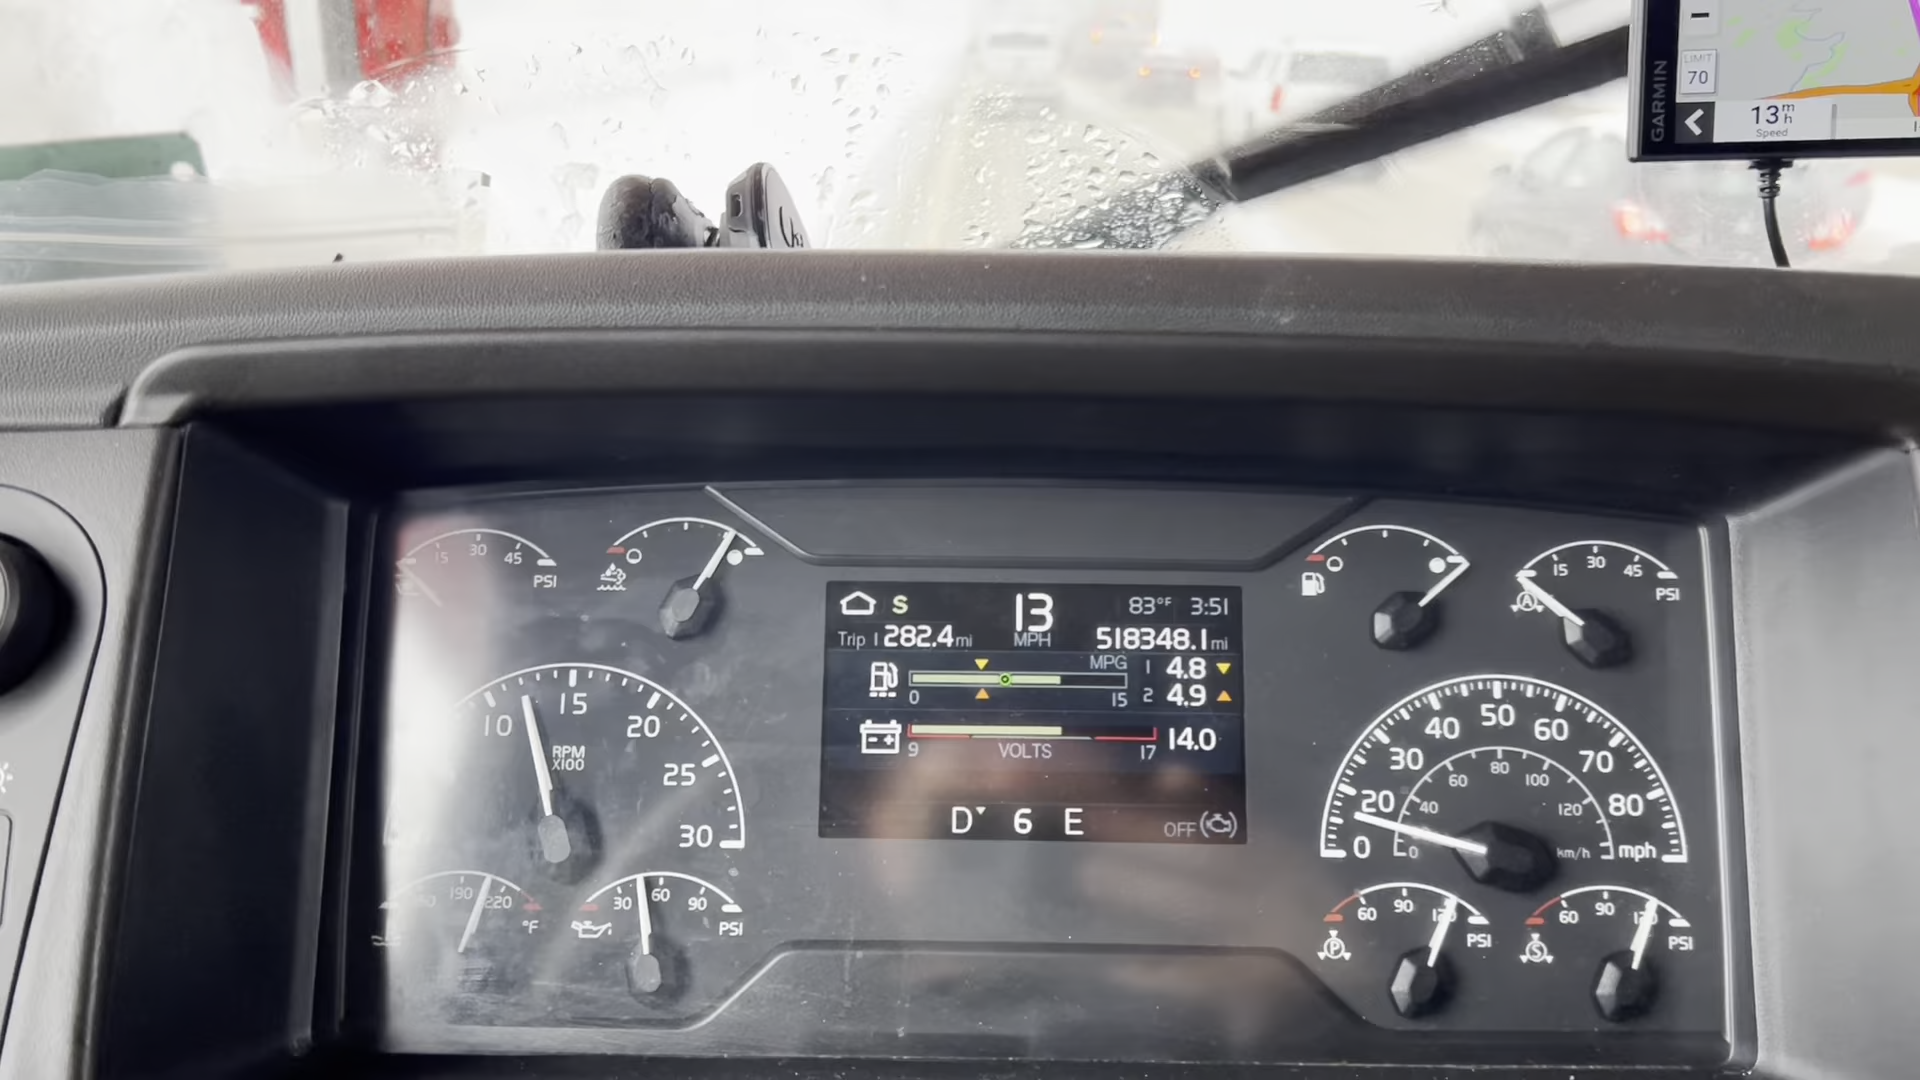 LIMIT
70
GARMIN
13 m/h
Speed
15 30 45
PSI
15 30 45
PSI
S 13 83°F 3:51
Trip 1 282.4 mi MPH 518348.1 mi
MPG 1 4.8
0 15 2 4.9
9 VOLTS 17 14.0
D 6 E OFF
10 15 20 25 30
RPM
X100
0 20 30 40 50 60 70 80 mph
0 40 60 80 100 120 km/h
190 220
°F
30 60 90
PSI
60 90 120
PSI
P
60 90 120
PSI
S
A